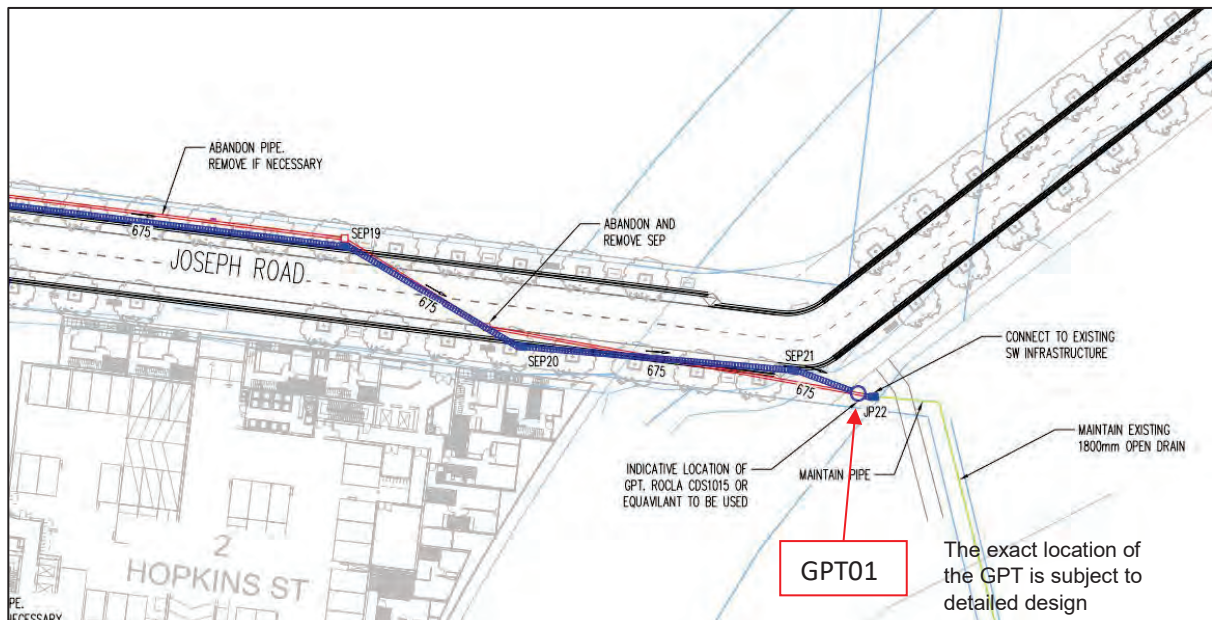 ABANDON PIPE.
REMOVE IF NECESSARY
675
SEP19
JOSEPH ROAD
ABANDON AND
REMOVE SEP
675
SEP20
675
SEP21
675
CONNECT TO EXISTING
SW INFRASTRUCTURE
JP22
MAINTAIN EXISTING
1800mm OPEN DRAIN
INDICATIVE LOCATION OF
GPT. ROCLA CDS1015 OR
EQUAVILANT TO BE USED
MAINTAIN PIPE
2
HOPKINS ST
GPT01
The exact location of
the GPT is subject to
detailed design
PE.
NECESSARY